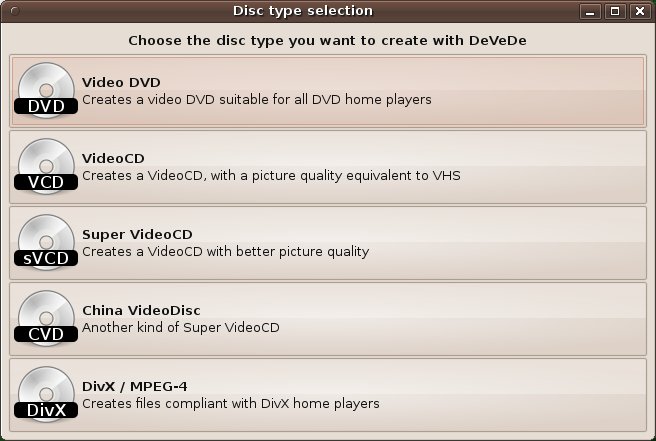 Disc type selection
Choose the disc type you want to create with DeVeDe
DVD
Video DVD
Creates a video DVD suitable for all DVD home players
VCD
VideoCD
Creates a VideoCD, with a picture quality equivalent to VHS
sVCD
Super VideoCD
Creates a VideoCD with better picture quality
CVD
China VideoDisc
Another kind of Super VideoCD
DivX
DivX / MPEG-4
Creates files compliant with DivX home players